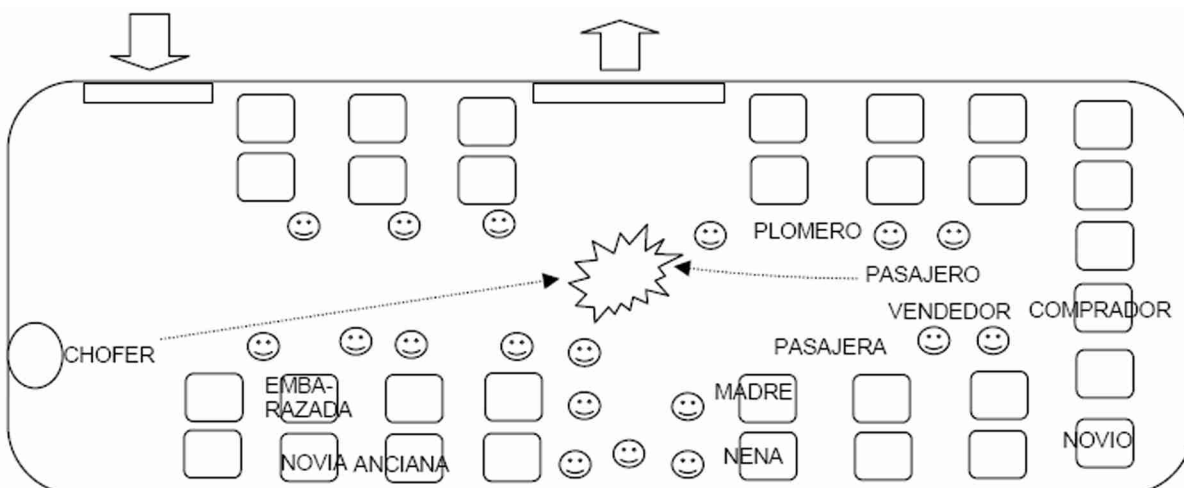 PLOMERO
PASAJERO
VENDEDOR COMPRADOR
CHOFER
PASAJERA
EMBA-
RAZADA
MADRE
NOVIO
NOVIA ANCIANA
NENA